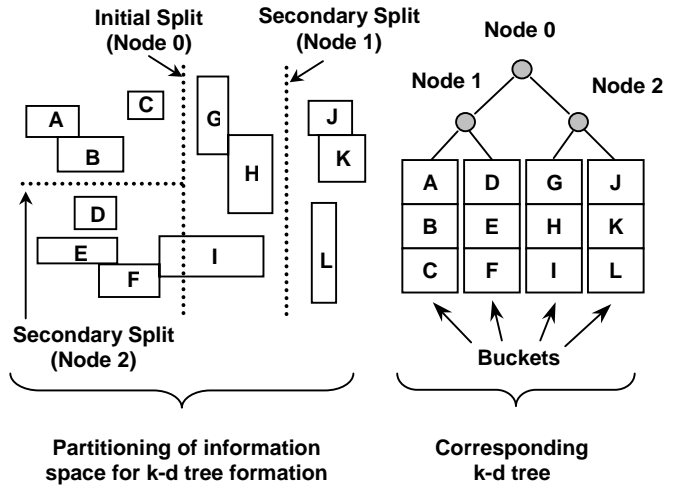 Initial Split
(Node 0)
Secondary Split
(Node 1)
A
B
C
G
H
J
K
D
E
F
I
L
Secondary Split
(Node 2)
Partitioning of information
space for k-d tree formation
Node 0
Node 1
Node 2
A D G J
B E H K
C F I L
Buckets
Corresponding
k-d tree